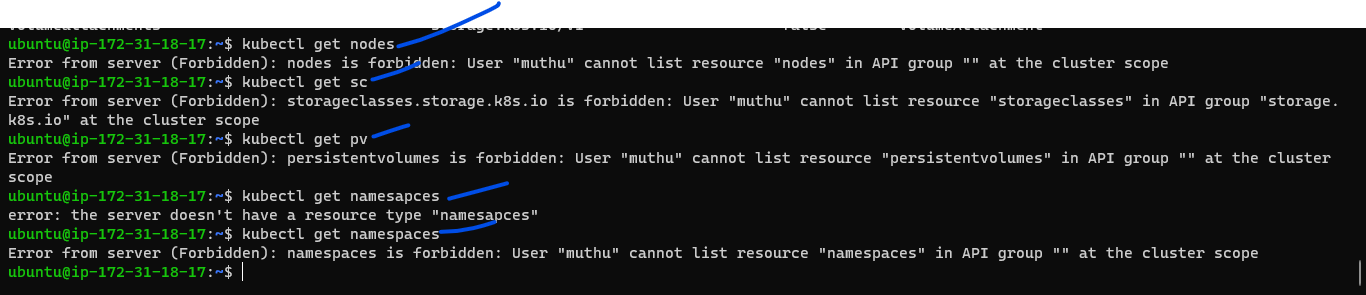 ubuntu@ip-172-31-18-17:~$ kubectl get nodes
Error from server (Forbidden): nodes is forbidden: User "muthu" cannot list resource "nodes" in API group "" at the cluster scope
ubuntu@ip-172-31-18-17:~$ kubectl get sc
Error from server (Forbidden): storageclasses.storage.k8s.io is forbidden: User "muthu" cannot list resource "storageclasses" in API group "storage.
k8s.io" at the cluster scope
ubuntu@ip-172-31-18-17:~$ kubectl get pv
Error from server (Forbidden): persistentvolumes is forbidden: User "muthu" cannot list resource "persistentvolumes" in API group "" at the cluster
scope
ubuntu@ip-172-31-18-17:~$ kubectl get namesapces
error: the server doesn't have a resource type "namesapces"
ubuntu@ip-172-31-18-17:~$ kubectl get namespaces
Error from server (Forbidden): namespaces is forbidden: User "muthu" cannot list resource "namespaces" in API group "" at the cluster scope
ubuntu@ip-172-31-18-17:~$